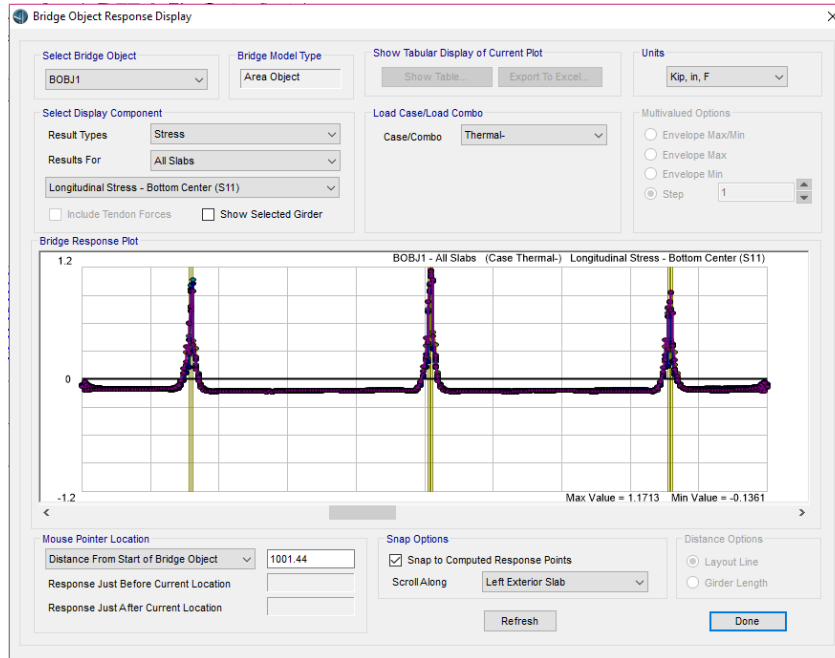 Bridge Object Response Display
Select Bridge Object
BOBJ1
Bridge Model Type
Area Object
Show Tabular Display of Current Plot
Show Table...
Export To Excel...
Units
Kip, in, F
Select Display Component
Result Types
Stress
Results For
All Slabs
Longitudinal Stress - Bottom Center (S11)
Include Tendon Forces
Show Selected Girder
Load Case/Load Combo
Case/Combo
Thermal-
Multivalued Options
Envelope Max/Min
Envelope Max
Envelope Min
Step
1
Bridge Response Plot
BOBJ1 - All Slabs (Case Thermal-) Longitudinal Stress - Bottom Center (S11)
1.2
0
-1.2
Max Value = 1.1713 Min Value = -0.1361
Mouse Pointer Location
Distance From Start of Bridge Object
1001.44
Response Just Before Current Location
Response Just After Current Location
Snap Options
Snap to Computed Response Points
Scroll Along
Left Exterior Slab
Distance Options
Layout Line
Girder Length
Refresh
Done